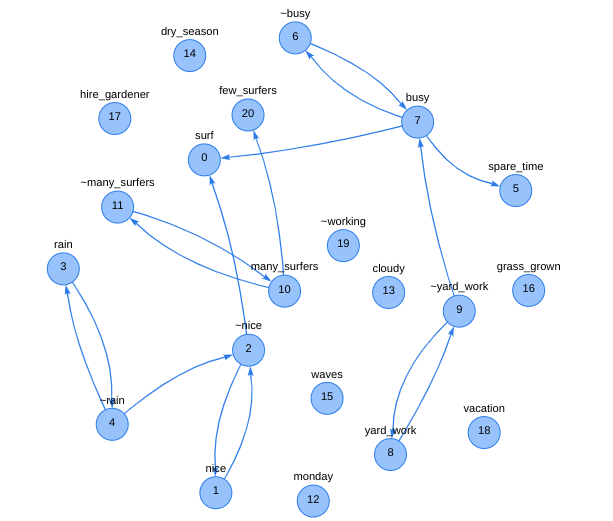 ~busy
6
dry_season
14
hire_gardener
17
few_surfers
20
busy
7
surf
0
spare_time
5
~many_surfers
11
~working
19
rain
3
many_surfers
10
cloudy
13
grass_grown
16
~yard_work
9
~nice
2
waves
15
~rain
4
vacation
18
yard_work
8
nice
1
monday
12